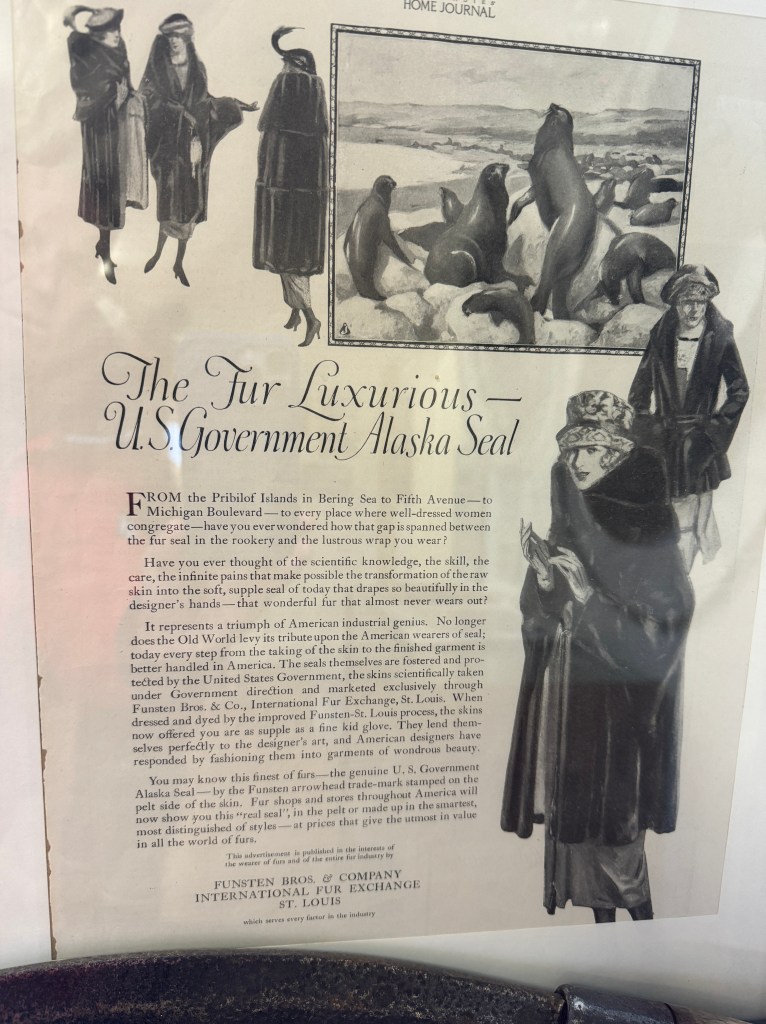 HOME JOURNAL
The Fur Luxurious —
U.S. Government Alaska Seal
FROM the Pribilof Islands in Bering Sea to Fifth Avenue—to
Michigan Boulevard—to every place where well-dressed women
congregate—have you ever wondered how that gap is spanned between
the fur seal in the rookery and the lustrous wrap you wear?
Have you ever thought of the scientific knowledge, the skill, the
care, the infinite pains that make possible the transformation of the raw
skin into the soft, supple seal of today that drapes so beautifully in the
designer's hands—that wonderful fur that almost never wears out?
It represents a triumph of American industrial genius. No longer
does the Old World levy its tribute upon the American wearers of seal;
today every step from the taking of the skin to the finished garment is
better handled in America. The seals themselves are fostered and pro-
tected by the United States Government, the skins scientifically taken
under Government direction and marketed exclusively through
Funsten Bros. & Co., International Fur Exchange, St. Louis. When
dressed and dyed by the improved Funsten-St. Louis process, the skins
now offered you are as supple as a fine kid glove. They lend them-
selves perfectly to the designer's art, and American designers have
responded by fashioning them into garments of wondrous beauty.
You may know this finest of furs—the genuine U. S. Government
Alaska Seal—by the Funsten arrowhead trade-mark stamped on the
pelt side of the skin. Fur shops and stores throughout America will
now show you this "real seal", in the pelt or made up in the smartest,
most distinguished of styles—at prices that give the utmost in value
in all the world of furs.
This advertisement is published in the interests of
the wearer of furs and of the entire fur industry by
FUNSTEN BROS. & COMPANY
INTERNATIONAL FUR EXCHANGE
ST. LOUIS
which serves every factor in the industry